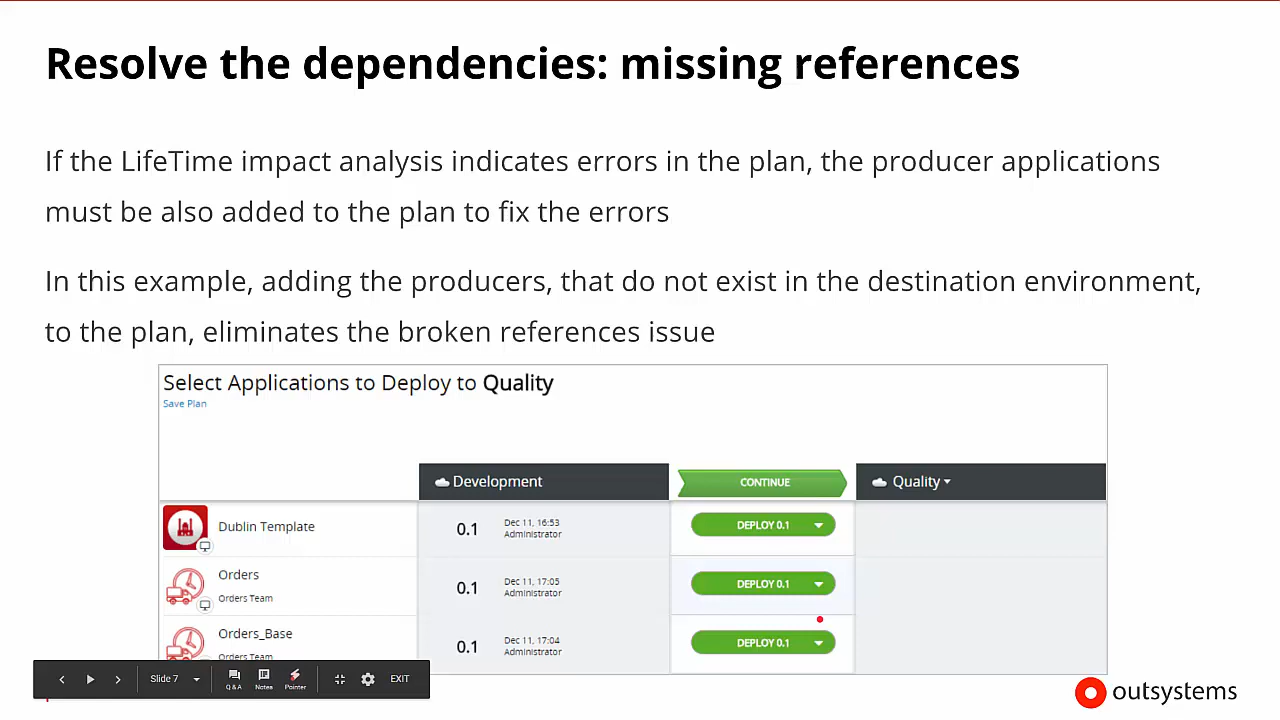 Resolve the dependencies: missing references
If the LifeTime impact analysis indicates errors in the plan, the producer applications
must be also added to the plan to fix the errors
In this example, adding the producers, that do not exist in the destination environment,
to the plan, eliminates the broken references issue
Select Applications to Deploy to Quality
Save Plan
Development
CONTINUE
Quality
Dublin Template
0.1
Dec 11, 16:53
Administrator
DEPLOY 0.1
Orders
Orders Team
0.1
Dec 11, 17:05
Administrator
DEPLOY 0.1
Orders_Base
Orders Team
0.1
Dec 11, 17:04
Administrator
DEPLOY 0.1
Slide 7
Q & A
Notes
Pointer
EXIT
outsystems